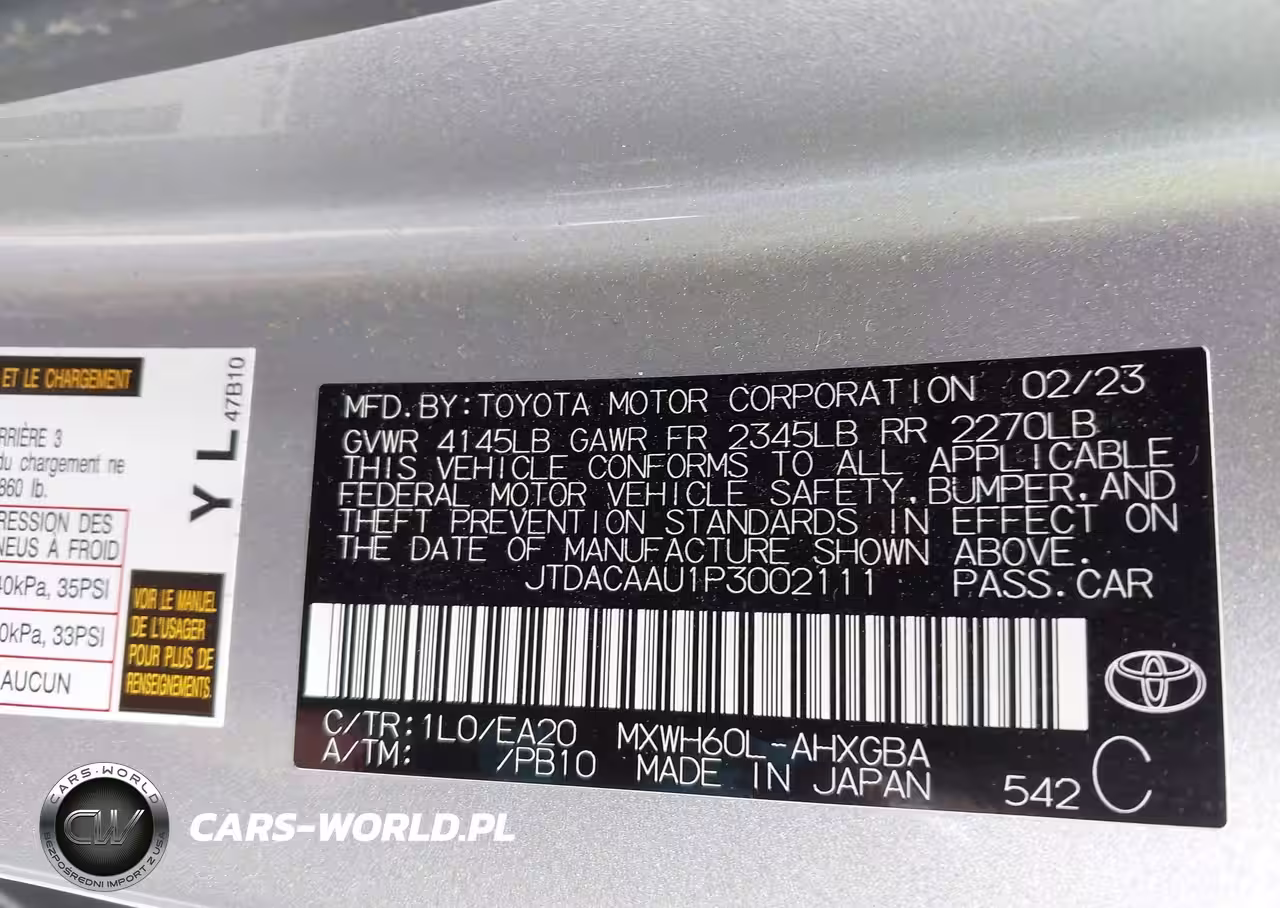 ET LE CHARGEMENT
RRIÈRE 3
du chargement ne
860 lb.
RESSION DES
NEUS À FROID
40kPa, 35PSI
0kPa, 33PSI
AUCUN
VOIR LE MANUEL
DE L'USAGER
POUR PLUS DE
RENSEIGNEMENTS.
Y L 47B10
MFD. BY: TOYOTA MOTOR CORPORATION 02/23
GVWR 4145LB GAWR FR 2345LB RR 2270LB
THIS VEHICLE CONFORMS TO ALL APPLICABLE
FEDERAL MOTOR VEHICLE SAFETY, BUMPER, AND
THEFT PREVENTION STANDARDS IN EFFECT ON
THE DATE OF MANUFACTURE SHOWN ABOVE.
JTDACAAU1P3002111 PASS. CAR
C/TR: 1L0/EA20 MXWH60L-AHXGBA
A/TM: /PB10 MADE IN JAPAN 542 C
CARS-WORLD
CW
BEZPOŚREDNI IMPORT Z USA
CARS-WORLD.PL